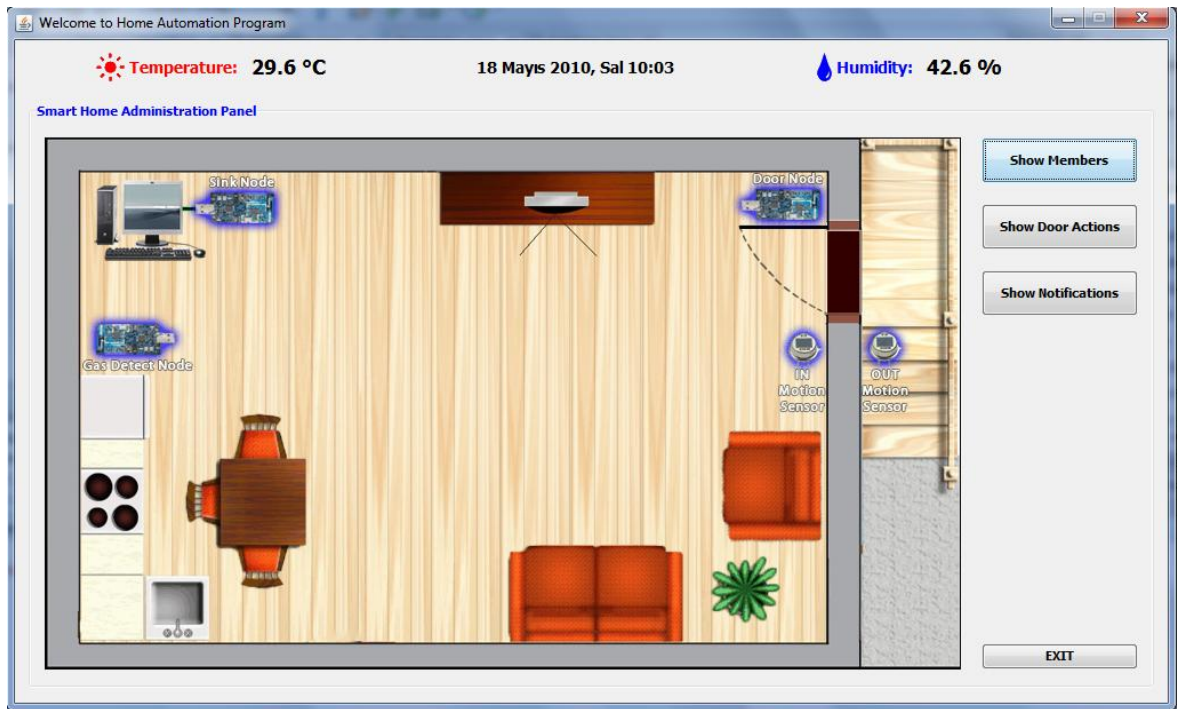 Welcome to Home Automation Program
Temperature: 29.6 °C
18 Mayıs 2010, Sal 10:03
Humidity: 42.6 %
Smart Home Administration Panel
Show Members
Show Door Actions
Show Notifications
Sink Node
Door Node
Gas Detect Node
IN
Motion
Sensor
OUT
Motion
Sensor
EXIT